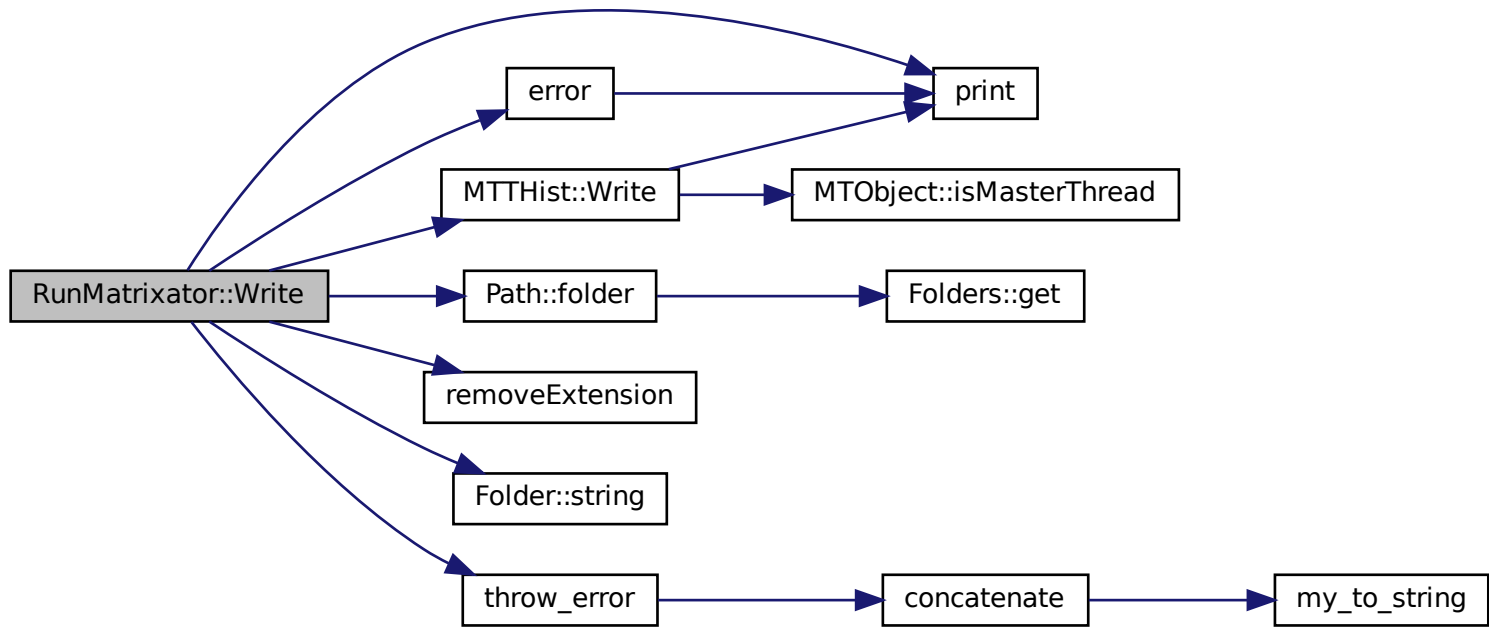 error
print
MTTHist::Write
MTObject::isMasterThread
RunMatrixator::Write
Path::folder
Folders::get
removeExtension
Folder::string
throw_error
concatenate
my_to_string